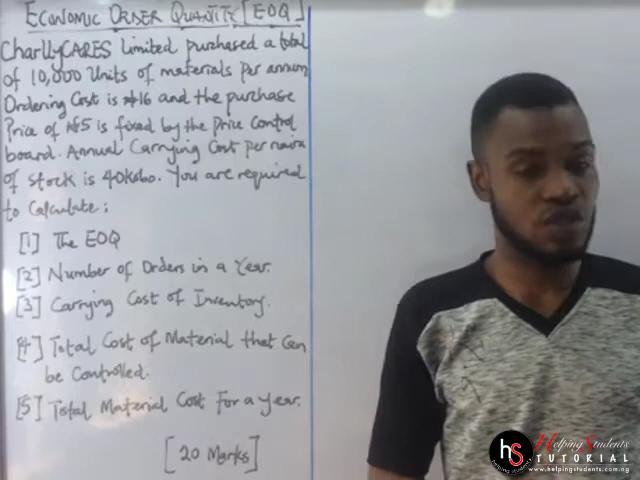 ECONOMIC ORDER QUANTITY [EOQ]
CharllyCARES Limited purchased a total
of 10,000 Units of materials per annum
Ordering Cost is ₦16 and the purchase
Price of ₦5 is fixed by the Price Control
board. Annual Carrying Cost per naira
of stock is 40Kobo. You are required
to Calculate:
[1] The EOQ
[2] Number of Orders in a Year.
[3] Carrying Cost of Inventory.
[4] Total Cost of Material that Can
be Controlled.
[5] Total Material Cost For a year.
[20 Marks]
hS
helping students
Helping Students
TUTORIAL
www.helpingstudents.com.ng